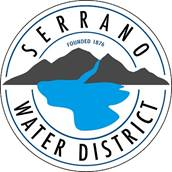 SERRANO
FOUNDED 1876
WATER DISTRICT